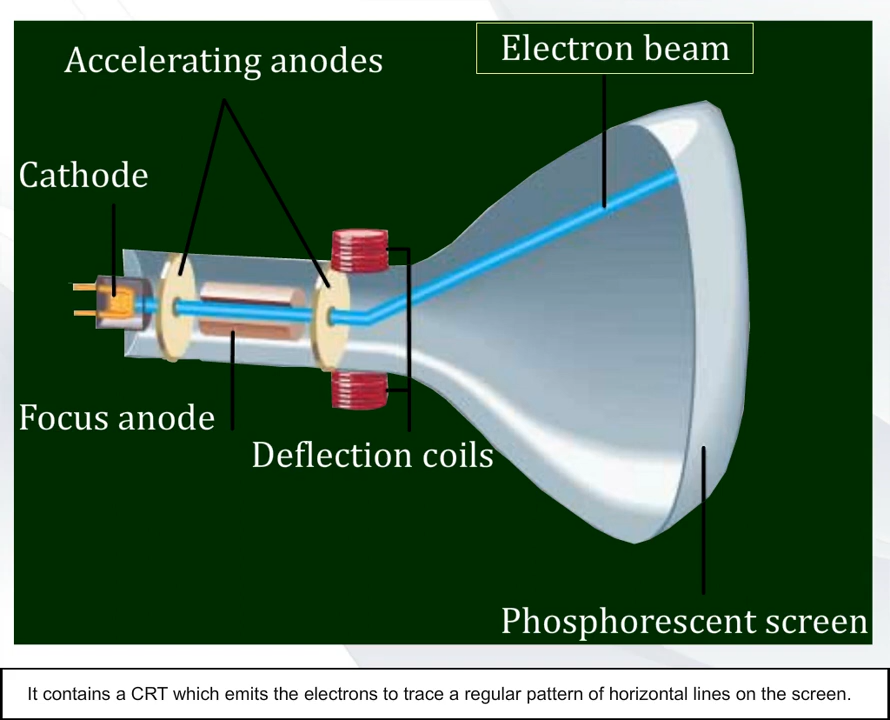 Electron beam
Accelerating anodes
Cathode
Focus anode
Deflection coils
Phosphorescent screen
It contains a CRT which emits the electrons to trace a regular pattern of horizontal lines on the screen.